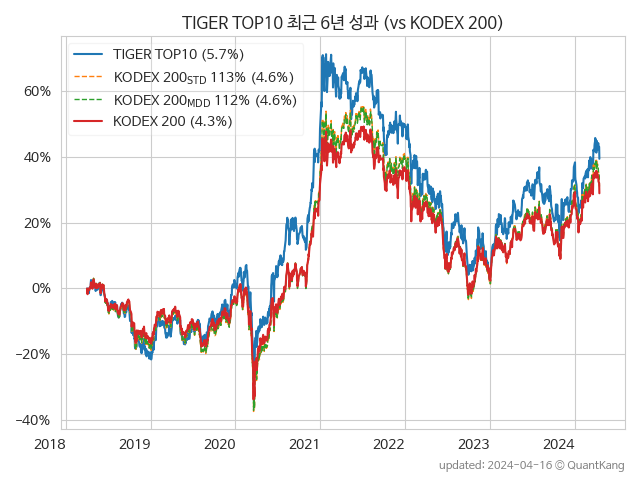 TIGER TOP10 최근 6년 성과 (vs KODEX 200)
TIGER TOP10 (5.7%)
KODEX 200STD 113% (4.6%)
KODEX 200MDD 112% (4.6%)
KODEX 200 (4.3%)
60%
40%
20%
0%
−20%
−40%
2018 2019 2020 2021 2022 2023 2024
updated: 2024-04-16 © QuantKang